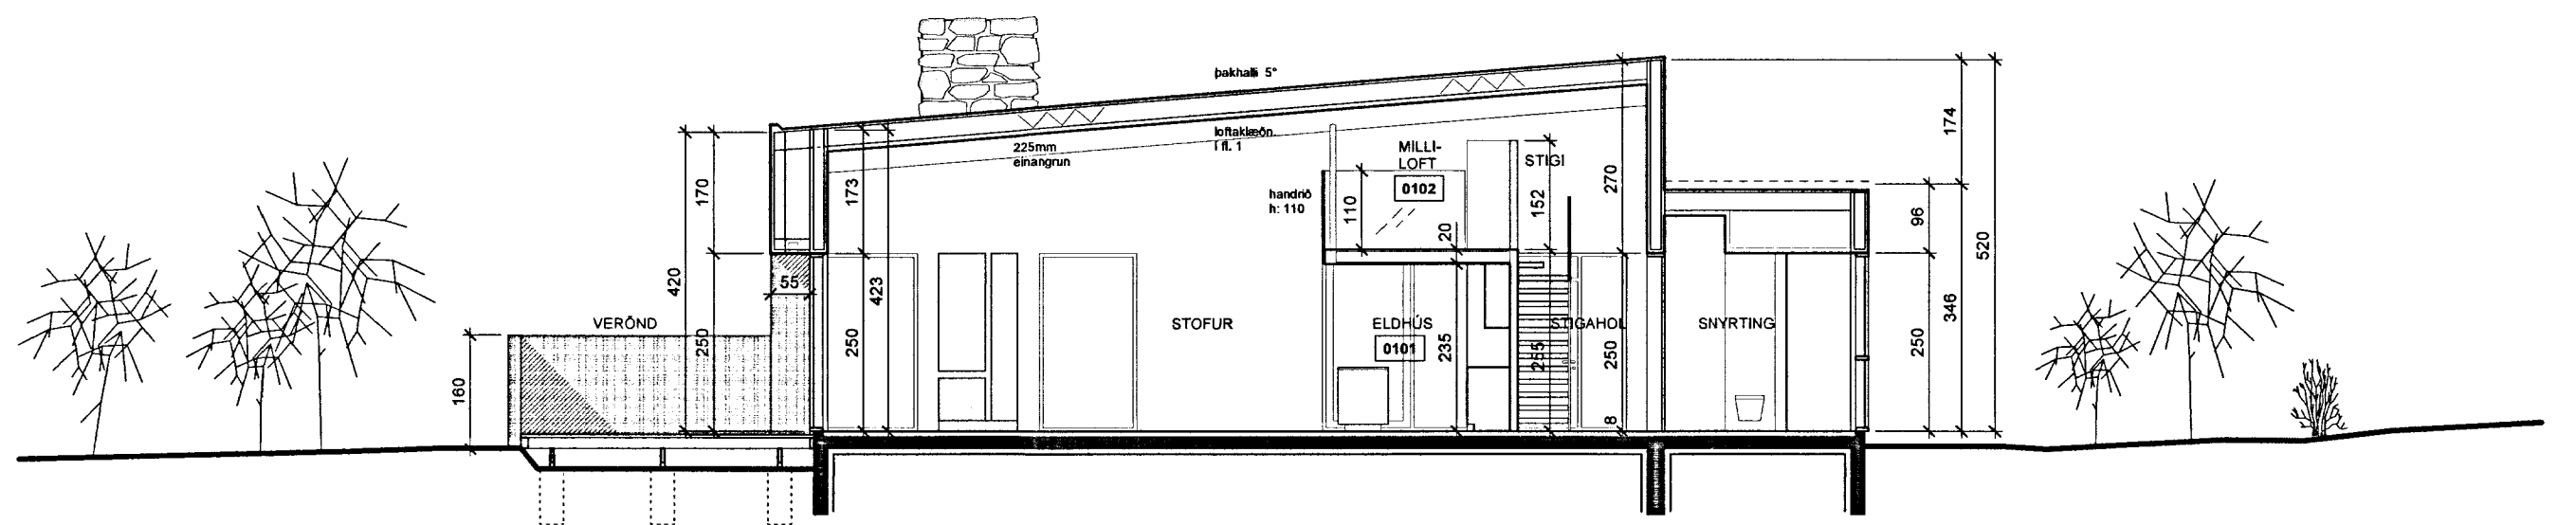 þakhalli 5°
loftaklæðn.
í fl. 1
225mm
einangrun
MILLI-
LOFT
0102
STIGI
handrið
h: 110
110
152
20
270
174
96
520
346
250
170
173
420
423
55
250
250
160
VERÖND
STOFUR
ELDHÚS
0101
235
255
STIGAHOL
250
8
SNYRTING